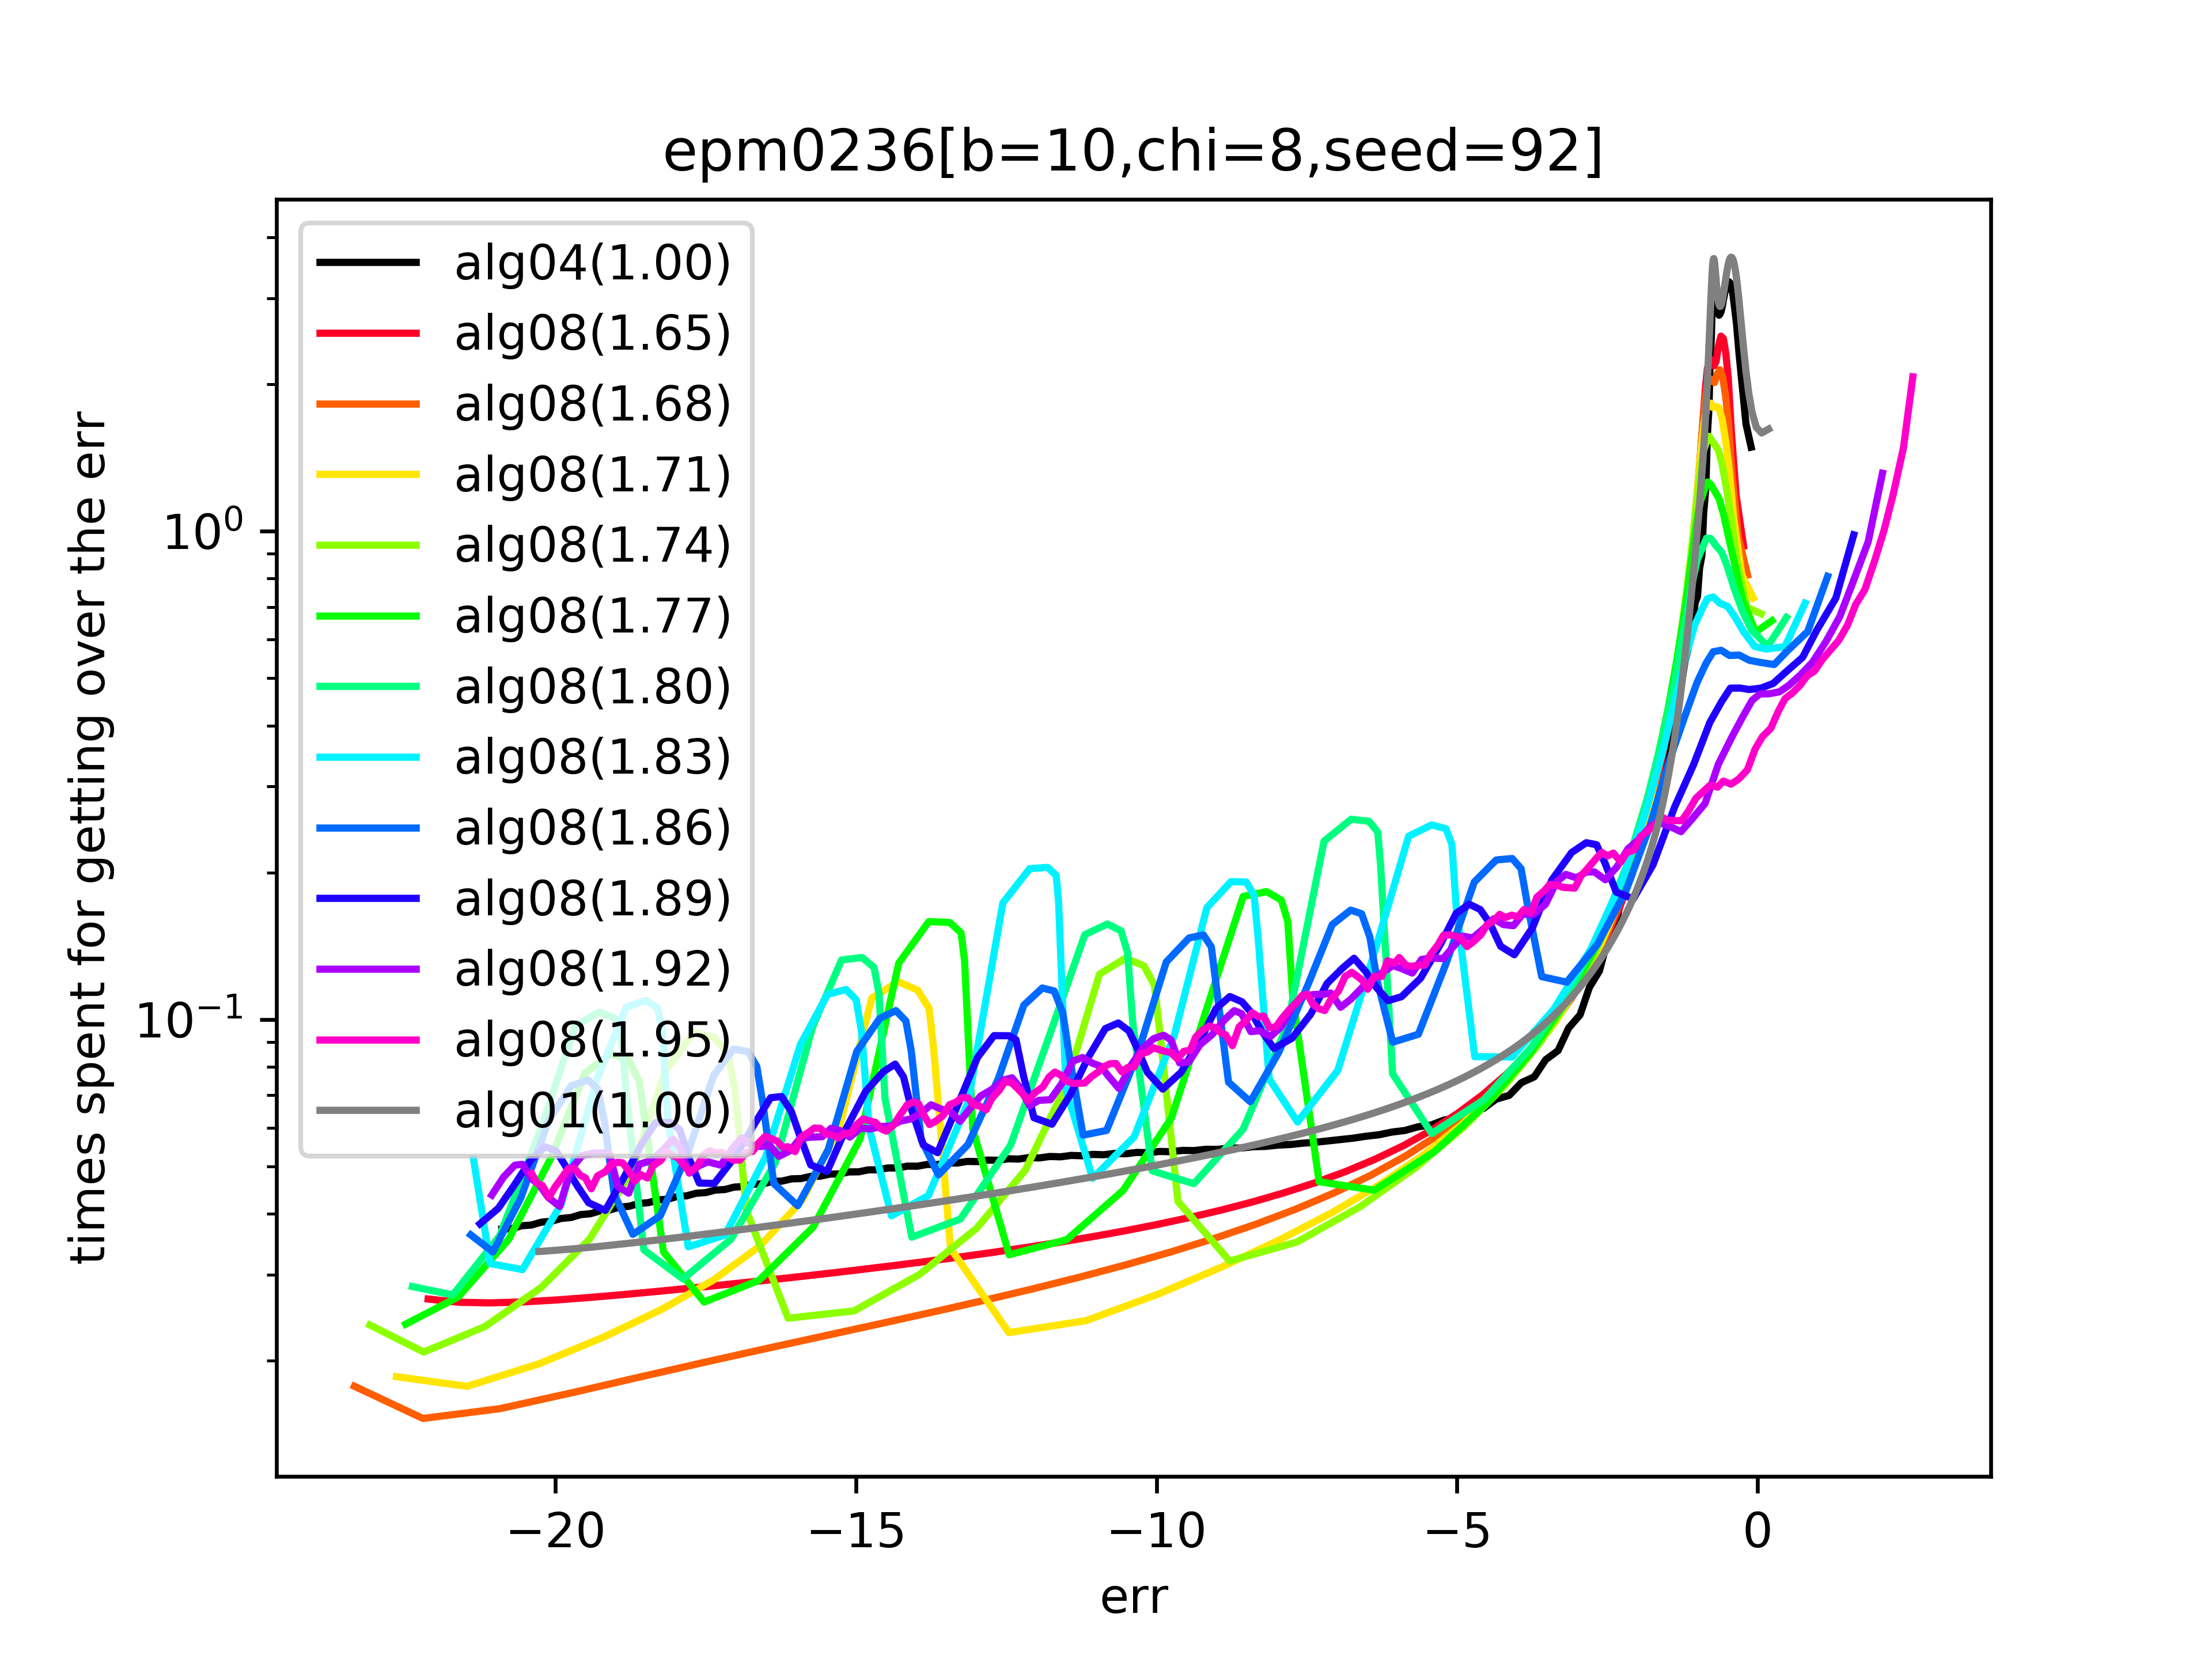 epm0236[b=10,chi=8,seed=92]
times spent for getting over the err
10⁰
10⁻¹
alg04(1.00)
alg08(1.65)
alg08(1.68)
alg08(1.71)
alg08(1.74)
alg08(1.77)
alg08(1.80)
alg08(1.83)
alg08(1.86)
alg08(1.89)
alg08(1.92)
alg08(1.95)
alg01(1.00)
−20 −15 −10 −5 0
err